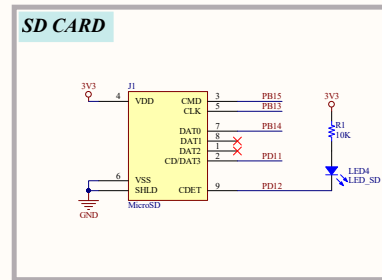 SD CARD
J1
3V3
4
VDD
CMD
3
PB15
CLK
5
PB13
DAT0
7
PB14
DAT1
8
DAT2
1
CD/DAT3
2
PD11
VSS
6
SHLD
CDET
9
PD12
GND
MicroSD
3V3
R1
10K
LED4
LED_SD